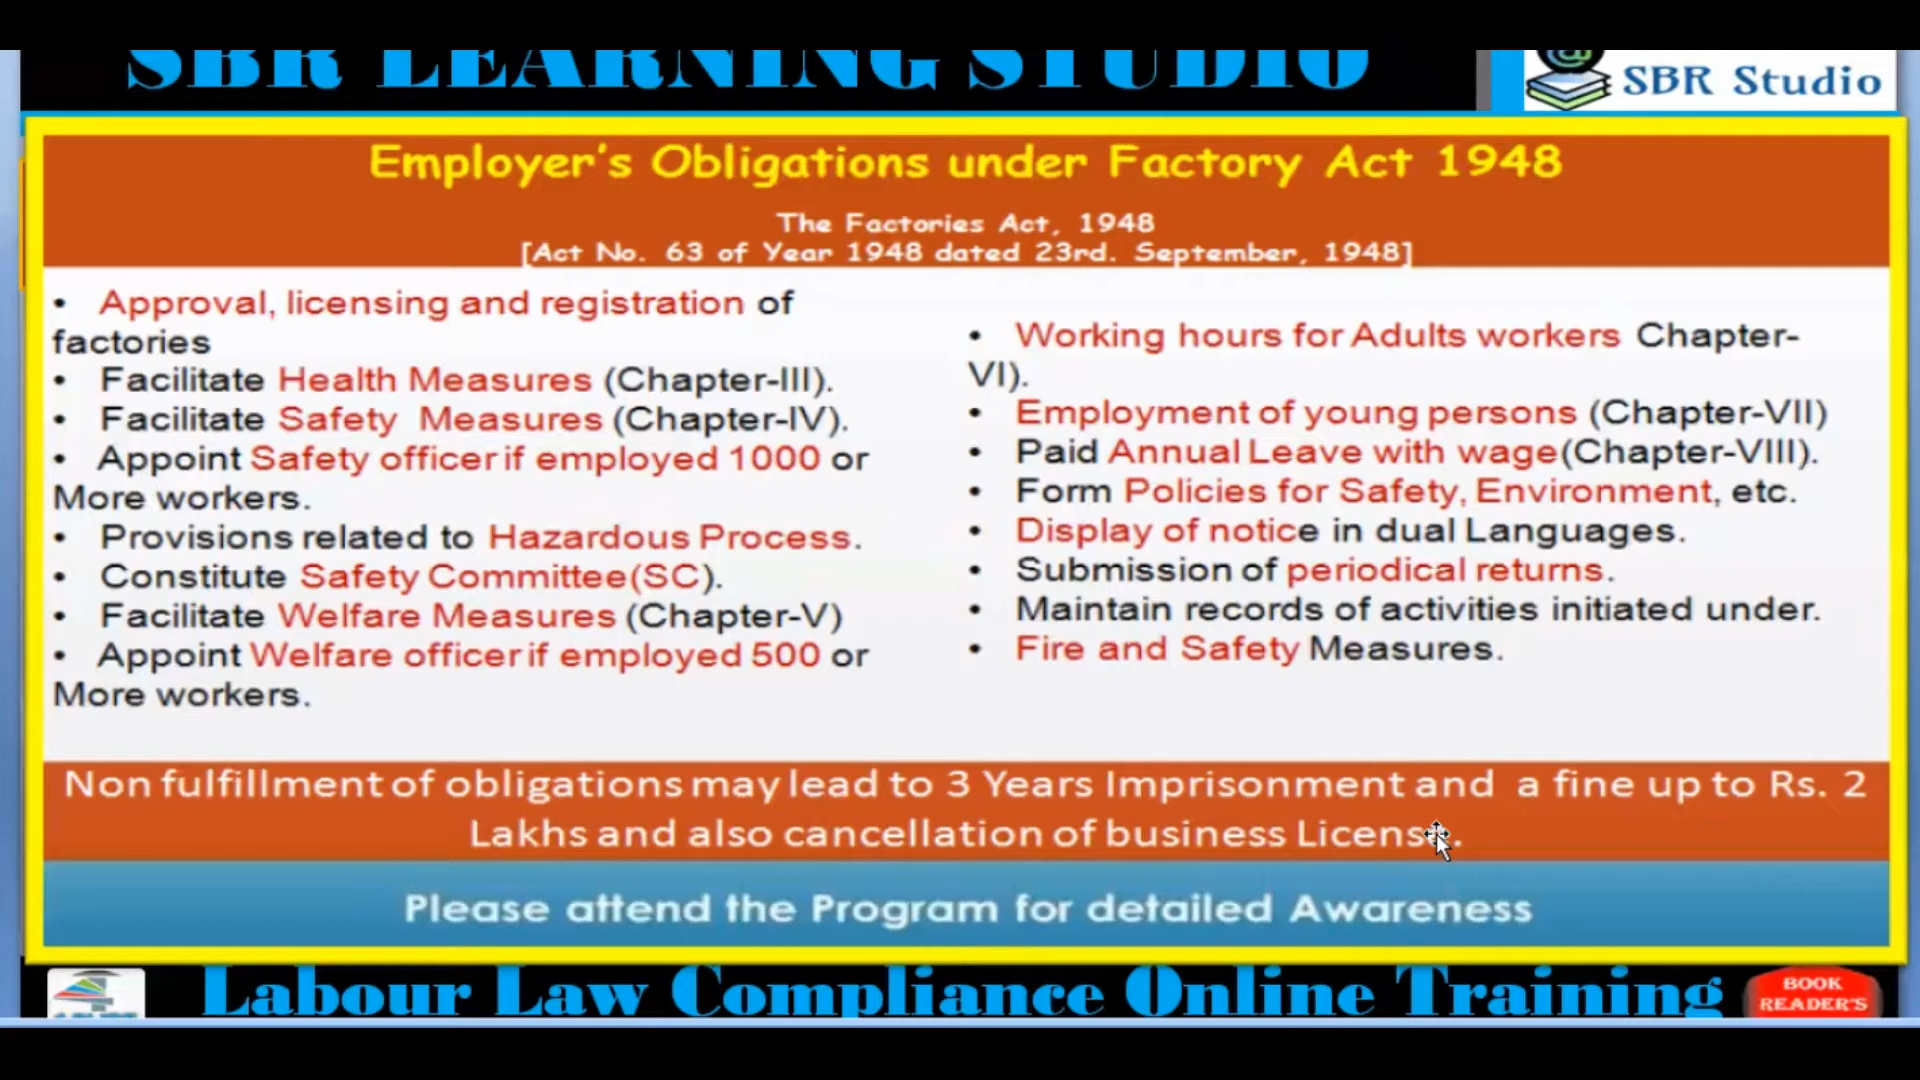 SBR LEARNING STUDIO
SBR Studio
Employer's Obligations under Factory Act 1948
The Factories Act, 1948
[Act No. 63 of Year 1948 dated 23rd. September, 1948]
• Approval, licensing and registration of
factories
• Facilitate Health Measures (Chapter-III).
• Facilitate Safety Measures (Chapter-IV).
• Appoint Safety officer if employed 1000 or
More workers.
• Provisions related to Hazardous Process.
• Constitute Safety Committee(SC).
• Facilitate Welfare Measures (Chapter-V)
• Appoint Welfare officer if employed 500 or
More workers.
• Working hours for Adults workers Chapter-
VI).
• Employment of young persons (Chapter-VII)
• Paid Annual Leave with wage(Chapter-VIII).
• Form Policies for Safety, Environment, etc.
• Display of notice in dual Languages.
• Submission of periodical returns.
• Maintain records of activities initiated under.
• Fire and Safety Measures.
Non fulfillment of obligations may lead to 3 Years Imprisonment and a fine up to Rs. 2
Lakhs and also cancellation of business License.
Please attend the Program for detailed Awareness
Labour Law Compliance Online Training
BOOK
READER'S